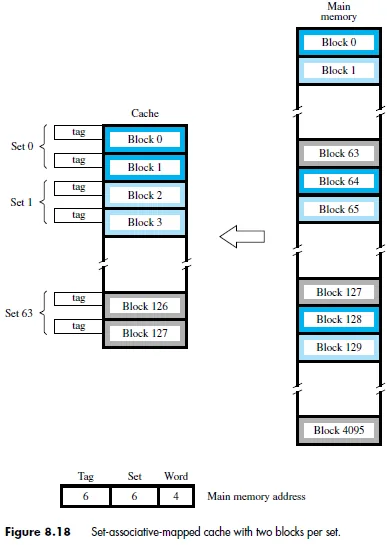 Main
memory
Block 0
Block 1
Cache
tag
Set 0
Block 0
tag
Block 1
tag
Set 1
Block 2
tag
Block 3
Block 63
Block 64
Block 65
tag
Set 63
Block 126
tag
Block 127
Block 127
Block 128
Block 129
Block 4095
Tag Set Word
6 6 4 Main memory address
Figure 8.18 Set-associative-mapped cache with two blocks per set.